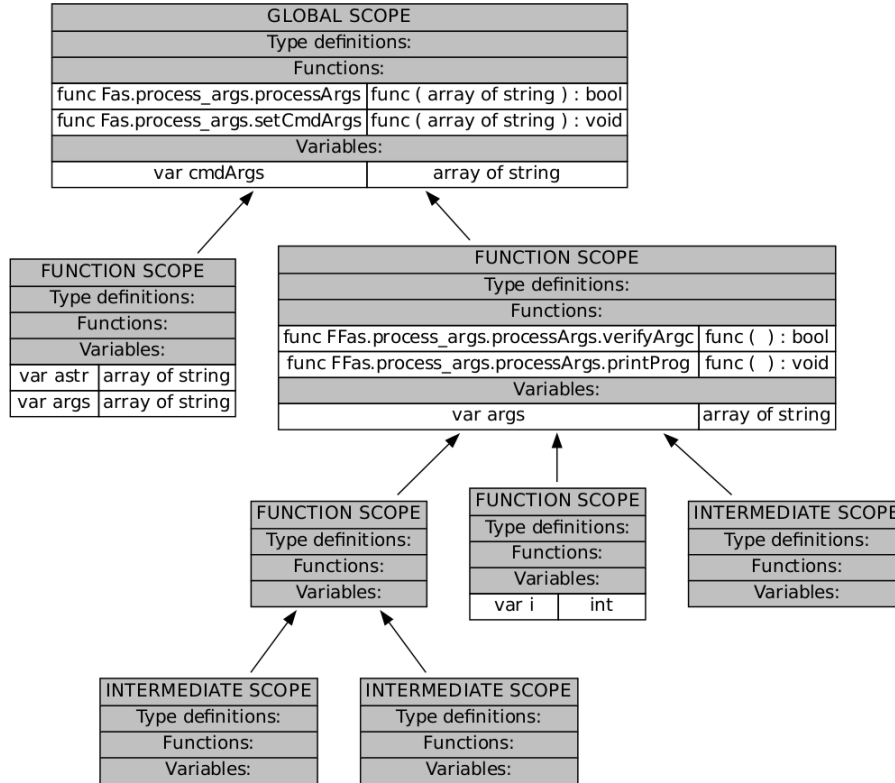 GLOBAL SCOPE
Type definitions:
Functions:
func Fas.process_args.processArgs func ( array of string ) : bool
func Fas.process_args.setCmdArgs func ( array of string ) : void
Variables:
var cmdArgs array of string
FUNCTION SCOPE
Type definitions:
Functions:
Variables:
var astr array of string
var args array of string
FUNCTION SCOPE
Type definitions:
Functions:
func FFas.process_args.processArgs.verifyArgc func ( ) : bool
func FFas.process_args.processArgs.printProg func ( ) : void
Variables:
var args array of string
FUNCTION SCOPE
Type definitions:
Functions:
Variables:
FUNCTION SCOPE
Type definitions:
Functions:
Variables:
var i int
INTERMEDIATE SCOPE
Type definitions:
Functions:
Variables:
INTERMEDIATE SCOPE
Type definitions:
Functions:
Variables:
INTERMEDIATE SCOPE
Type definitions:
Functions:
Variables: